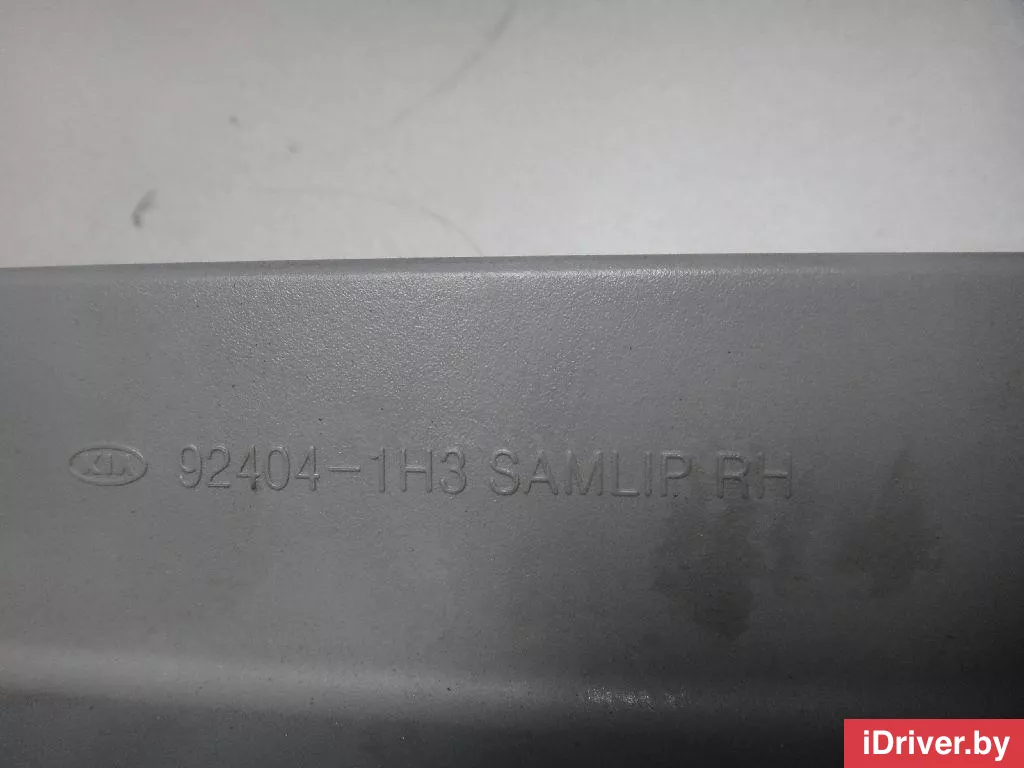 KIA 92404-1H3 SAMLIP RH
iDriver.by